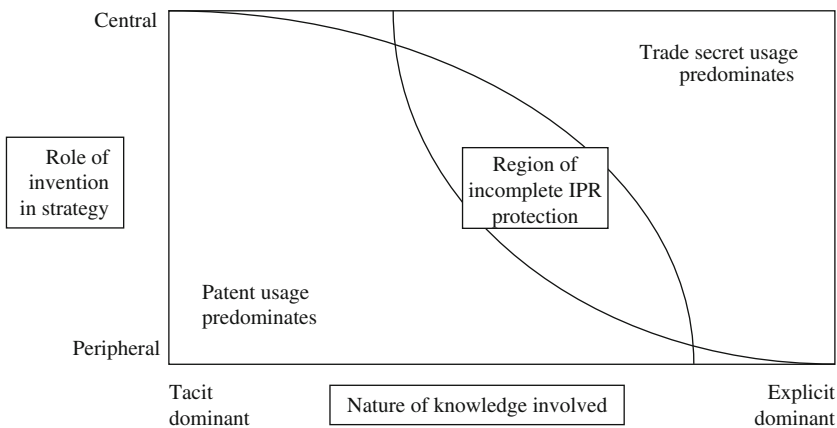 Central
Trade secret usage
predominates
Role of
invention
in strategy
Region of
incomplete IPR
protection
Patent usage
predominates
Peripheral
Tacit
dominant
Nature of knowledge involved
Explicit
dominant